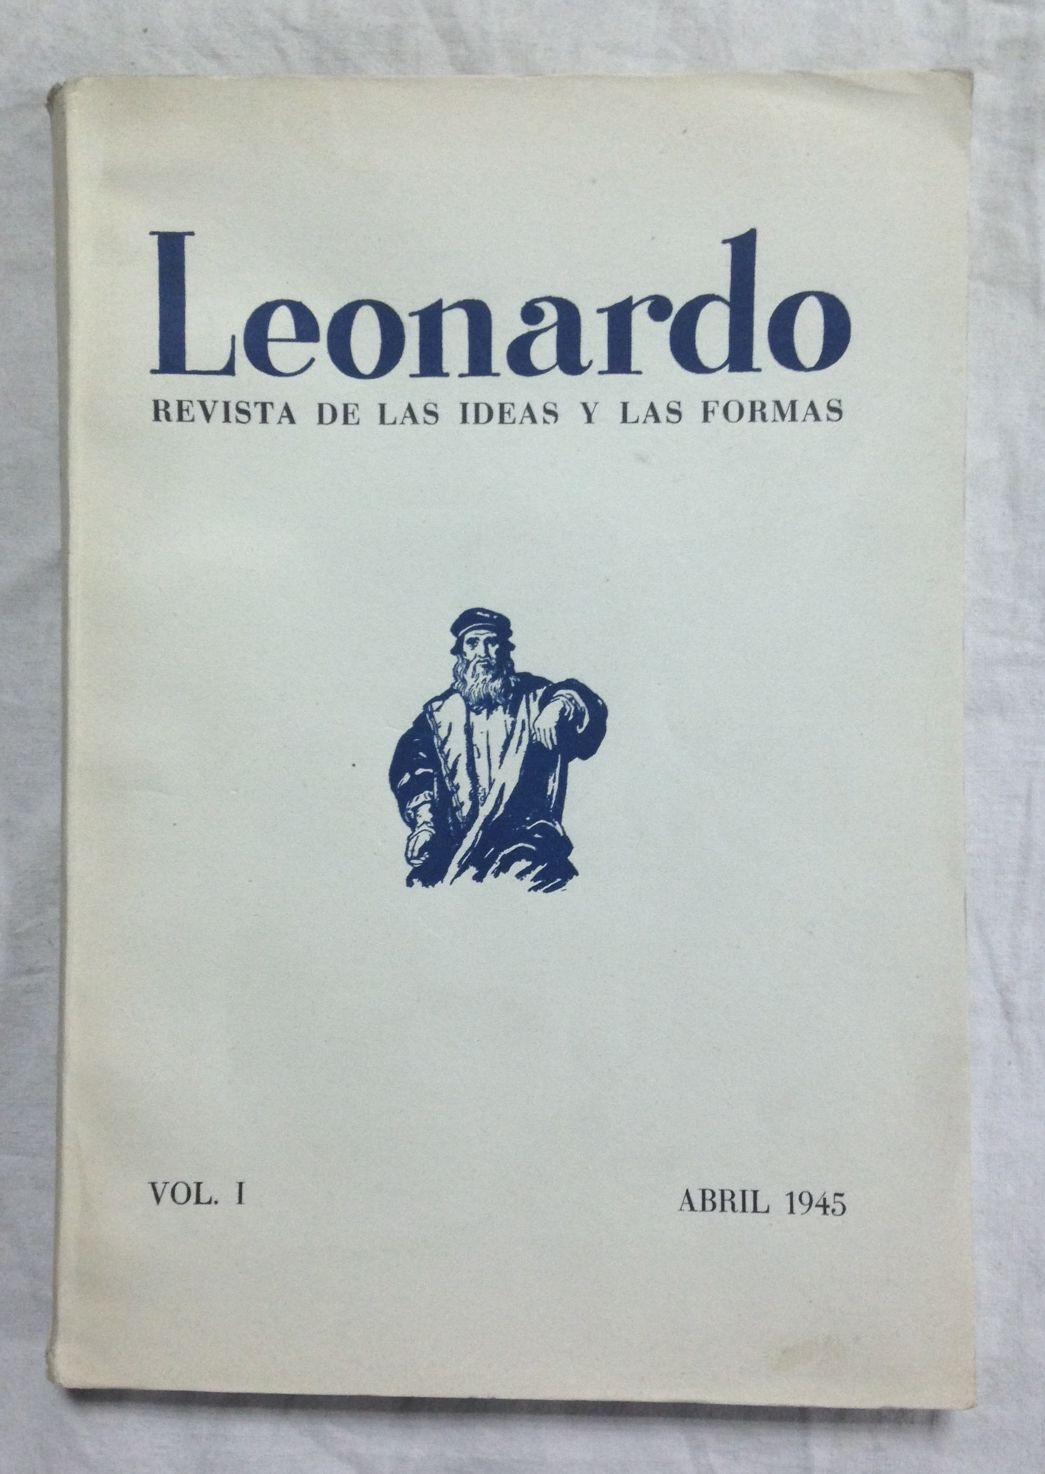 Leonardo
REVISTA DE LAS IDEAS Y LAS FORMAS
VOL. I
ABRIL 1945